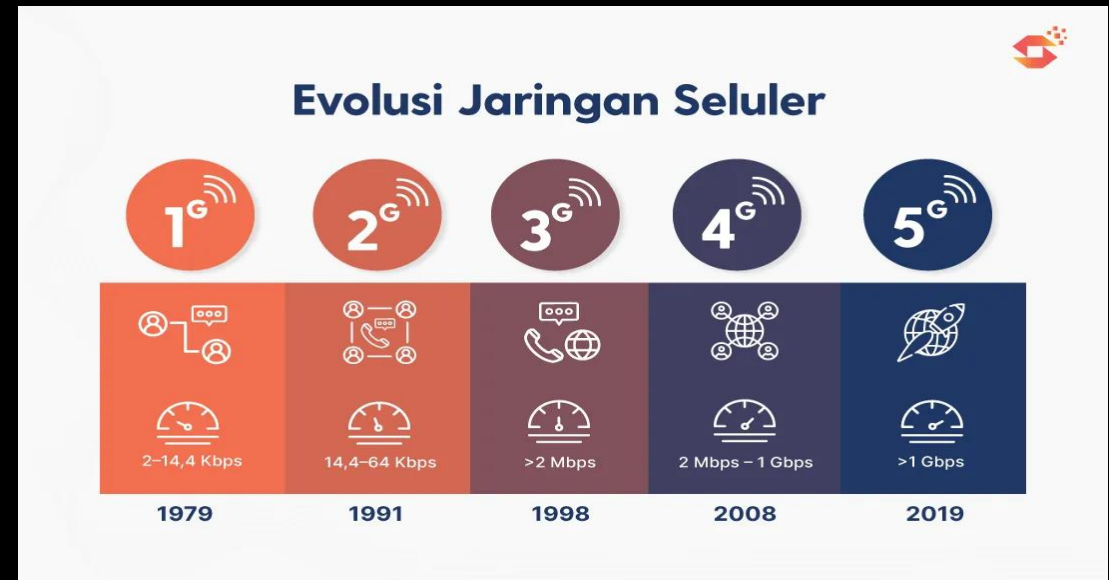 Evolusi Jaringan Seluler
1G
2G
3G
4G
5G
2–14,4 Kbps
14,4–64 Kbps
>2 Mbps
2 Mbps – 1 Gbps
>1 Gbps
1979
1991
1998
2008
2019